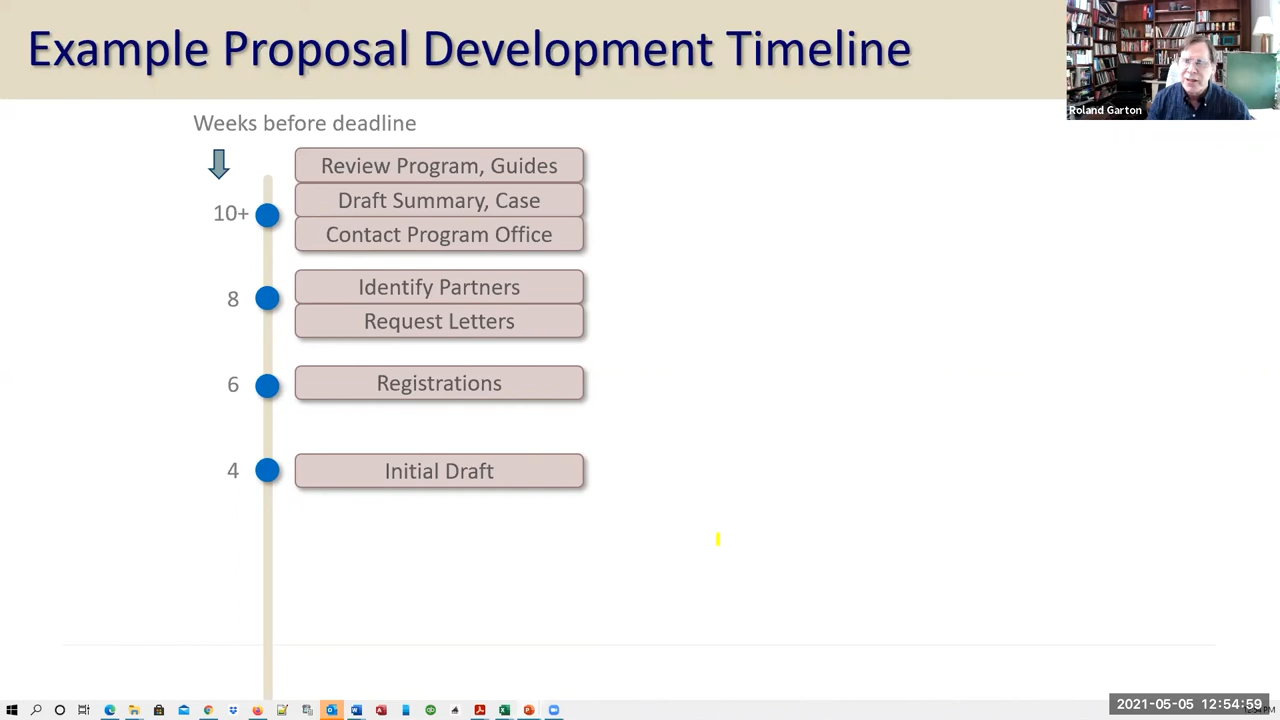 Example Proposal Development Timeline
Roland Garton
Weeks before deadline
Review Program, Guides
10+
Draft Summary, Case
Contact Program Office
8
Identify Partners
Request Letters
6
Registrations
4
Initial Draft
2021-05-05 12:54:59